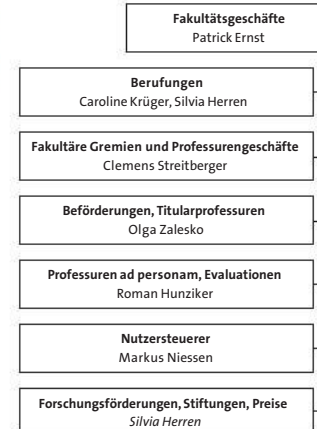 Fakultätsgeschäfte
Patrick Ernst
Berufungen
Caroline Krüger, Silvia Herren
Fakultäre Gremien und Professurengeschäfte
Clemens Streitberger
Beförderungen, Titularprofessuren
Olga Zalesko
Professuren ad personam, Evaluationen
Roman Hunziker
Nutzersteuerer
Markus Niessen
Forschungsförderungen, Stiftungen, Preise
Silvia Herren